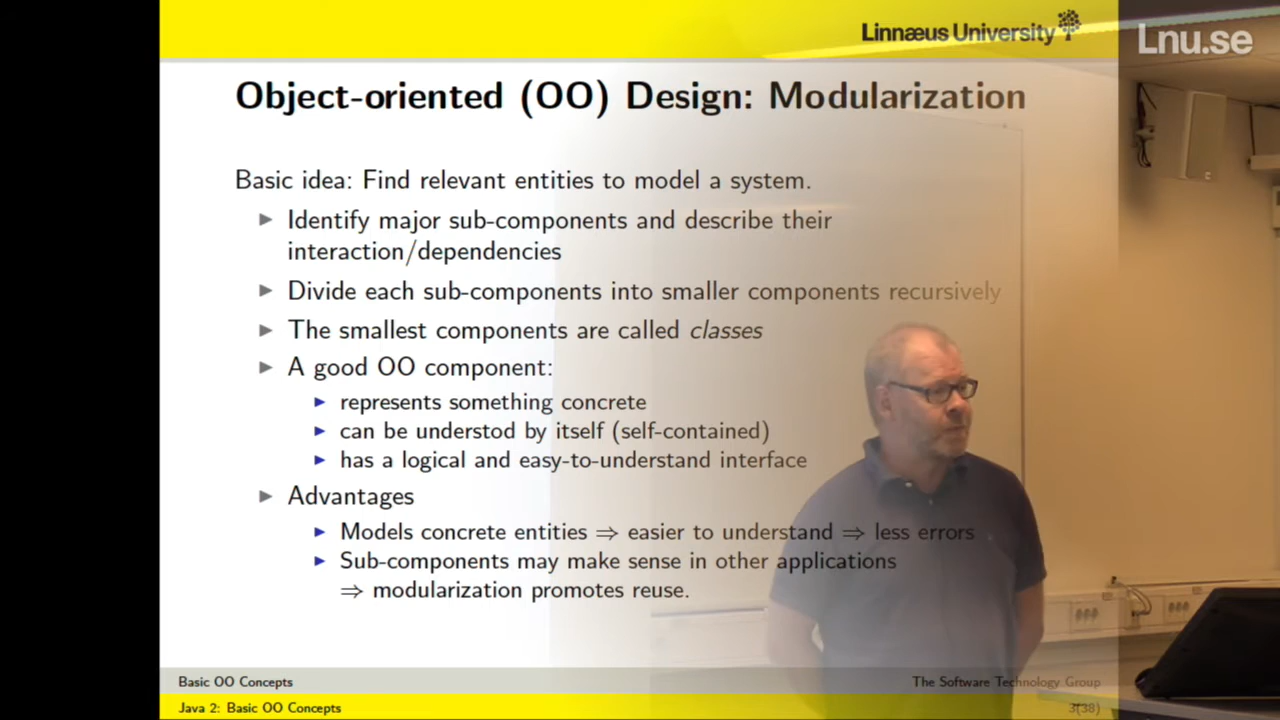 Linnæus University
Lnu.se
Object-oriented (OO) Design: Modularization
Basic idea: Find relevant entities to model a system.
Identify major sub-components and describe their
interaction/dependencies
Divide each sub-components into smaller components recursively
The smallest components are called classes
A good OO component:
represents something concrete
can be understod by itself (self-contained)
has a logical and easy-to-understand interface
Advantages
Models concrete entities ⇒ easier to understand ⇒ less errors
Sub-components may make sense in other applications
⇒ modularization promotes reuse.
Basic OO Concepts
The Software Technology Group
Java 2: Basic OO Concepts
3(38)